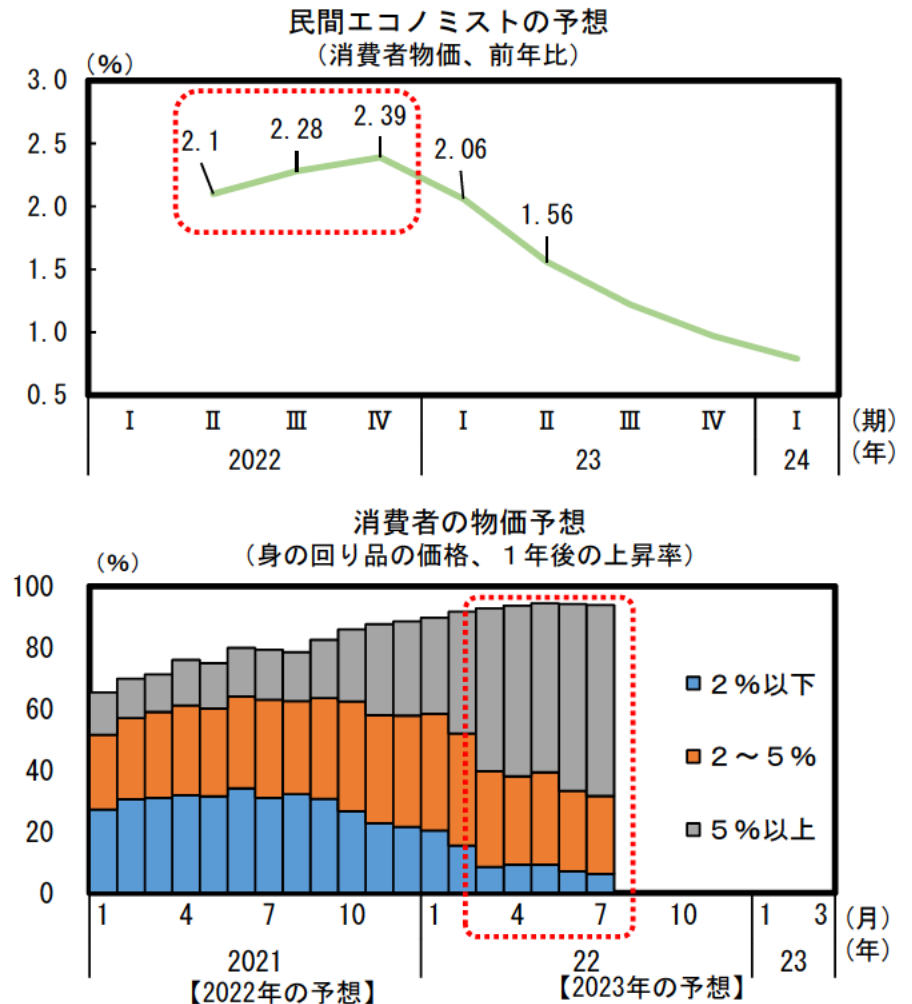 民間エコノミストの予想
（消費者物価、前年比）
（%）
3.0
2.5
2.0
1.5
1.0
0.5
2.1
2.28
2.39
2.06
1.56
Ⅰ Ⅱ Ⅲ Ⅳ Ⅰ Ⅱ Ⅲ Ⅳ Ⅰ （期）
2022 23 24 （年）
消費者の物価予想
（身の回り品の価格、１年後の上昇率）
（%）
100
80
60
40
20
0
２％以下
２～５％
５％以上
1 4 7 10 1 4 7 10 1 3 （月）
2021 22 23 （年）
【2022年の予想】 【2023年の予想】